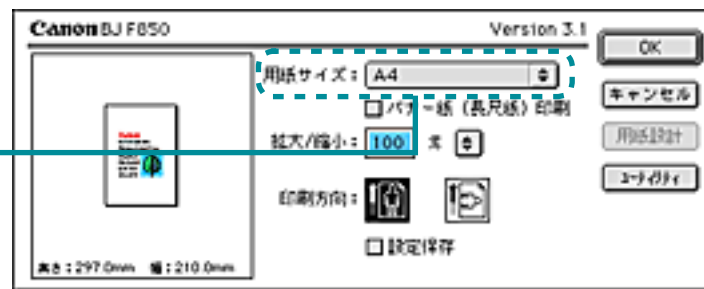 Canon BJ F850
Version 3.1
用紙サイズ: A4
バナー紙 (長尺紙) 印刷
拡大/縮小: 100 %
印刷方向:
設定保存
高さ:297.0mm 幅:210.0mm
OK
キャンセル
用紙設計
ユーティリティ